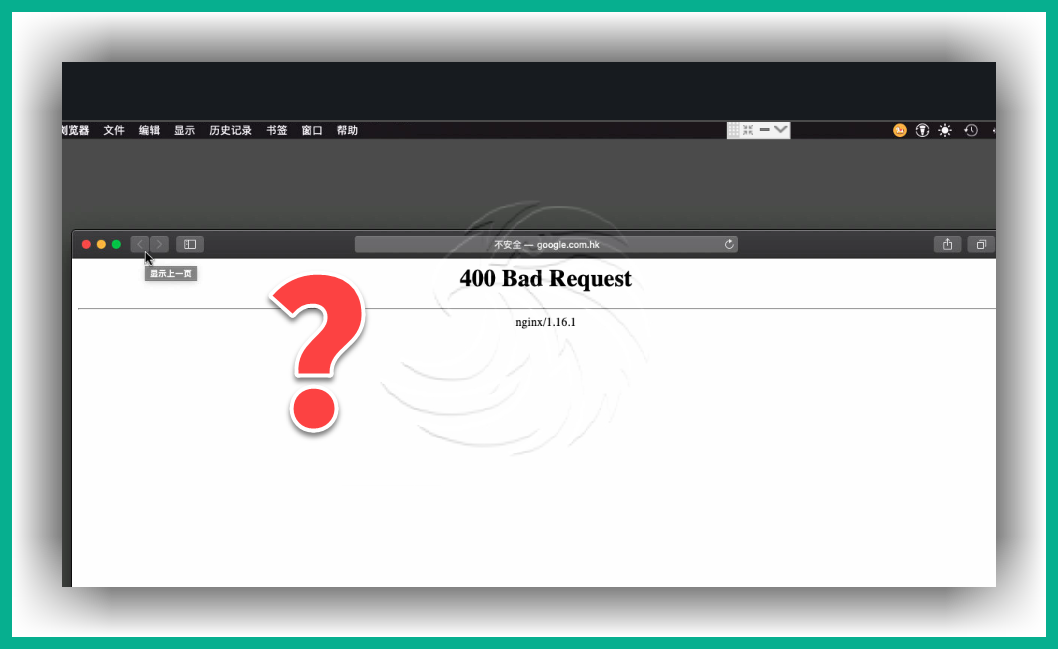 浏览器 文件 编辑 显示 历史记录 书签 窗口 帮助
不安全 — google.com.hk
显示上一页
400 Bad Request
nginx/1.16.1
?